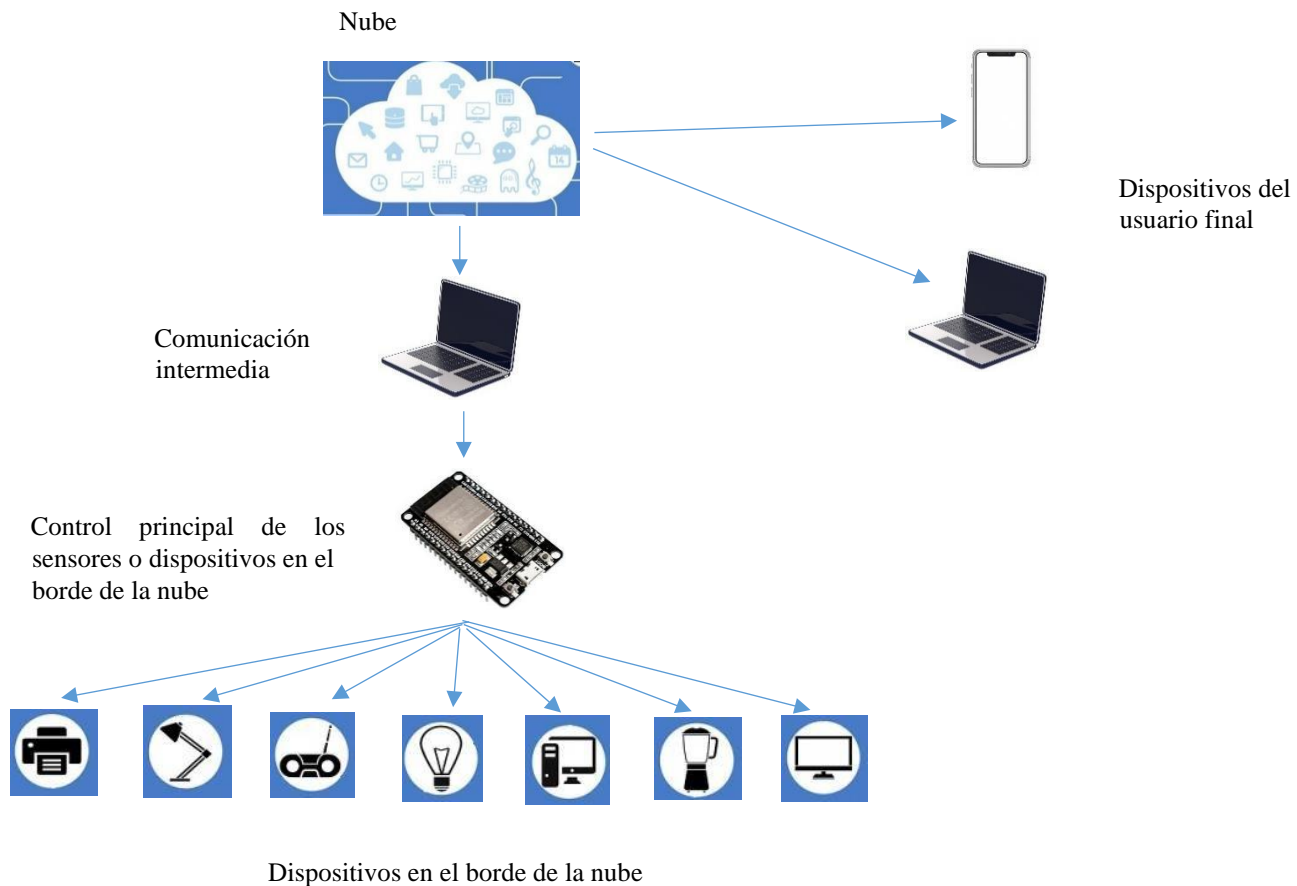 Nube
Dispositivos del
usuario final
Comunicación
intermedia
Control principal de los
sensores o dispositivos en el
borde de la nube
Dispositivos en el borde de la nube
14